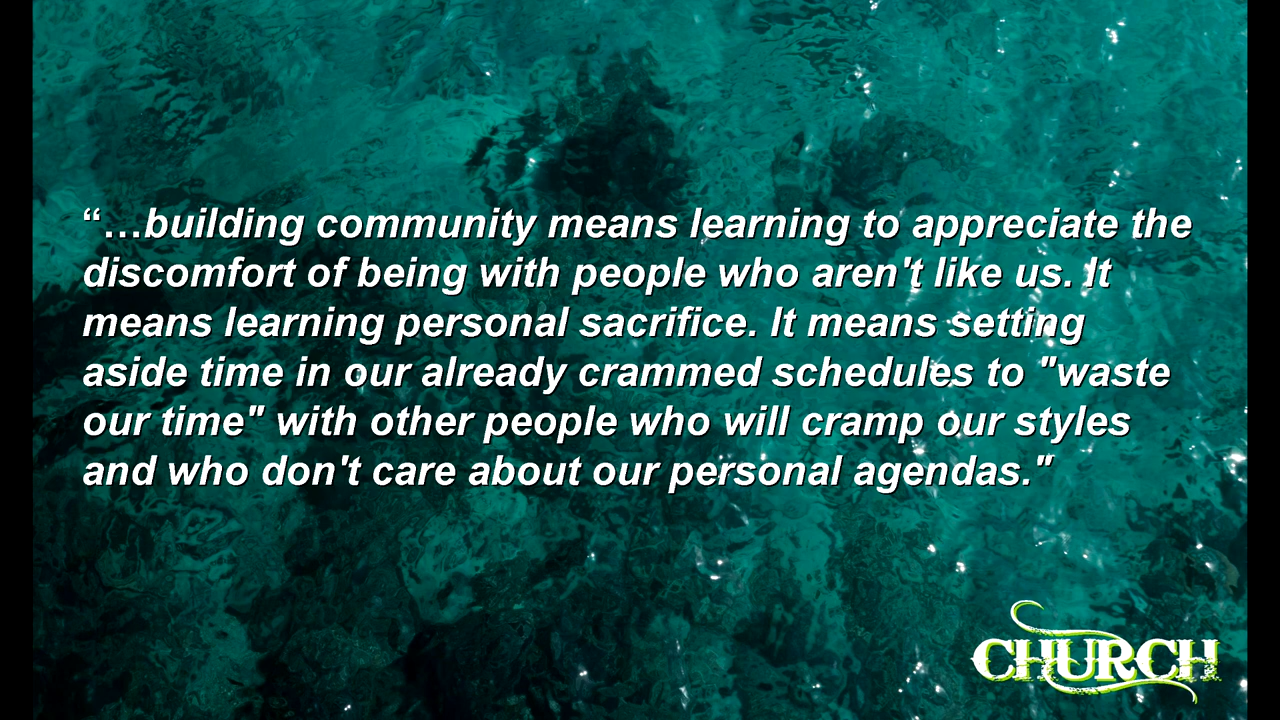 “…building community means learning to appreciate the
discomfort of being with people who aren't like us. It
means learning personal sacrifice. It means setting
aside time in our already crammed schedules to "waste
our time" with other people who will cramp our styles
and who don't care about our personal agendas."
CHURCH